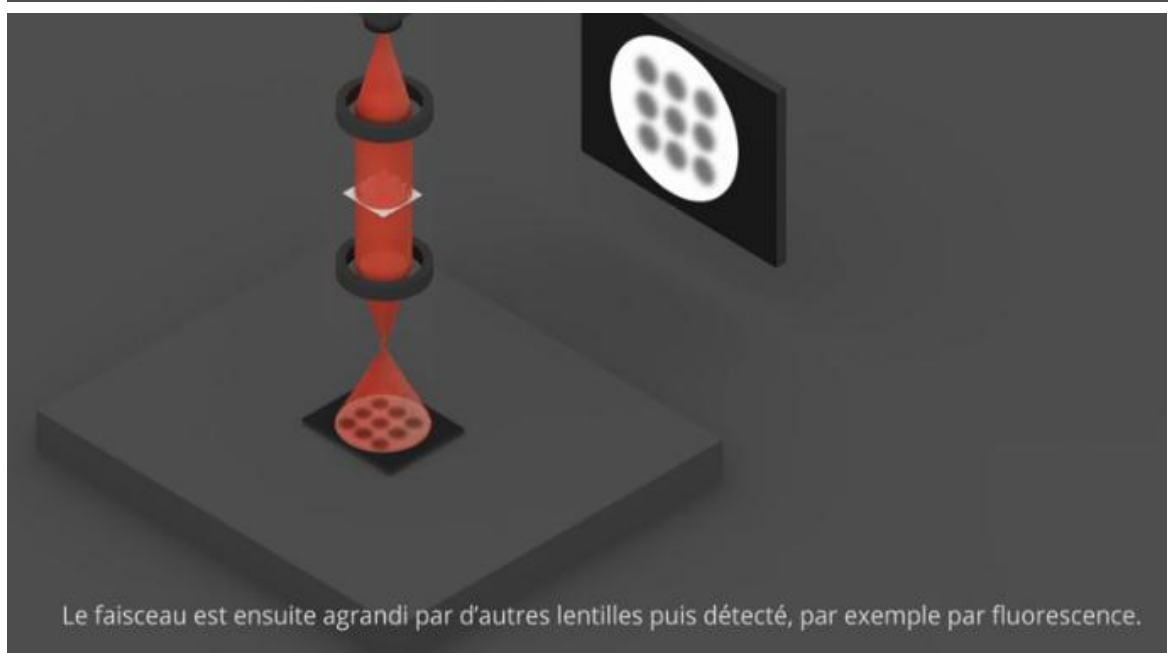 Le faisceau est ensuite agrandi par d'autres lentilles puis détecté, par exemple par fluorescence.